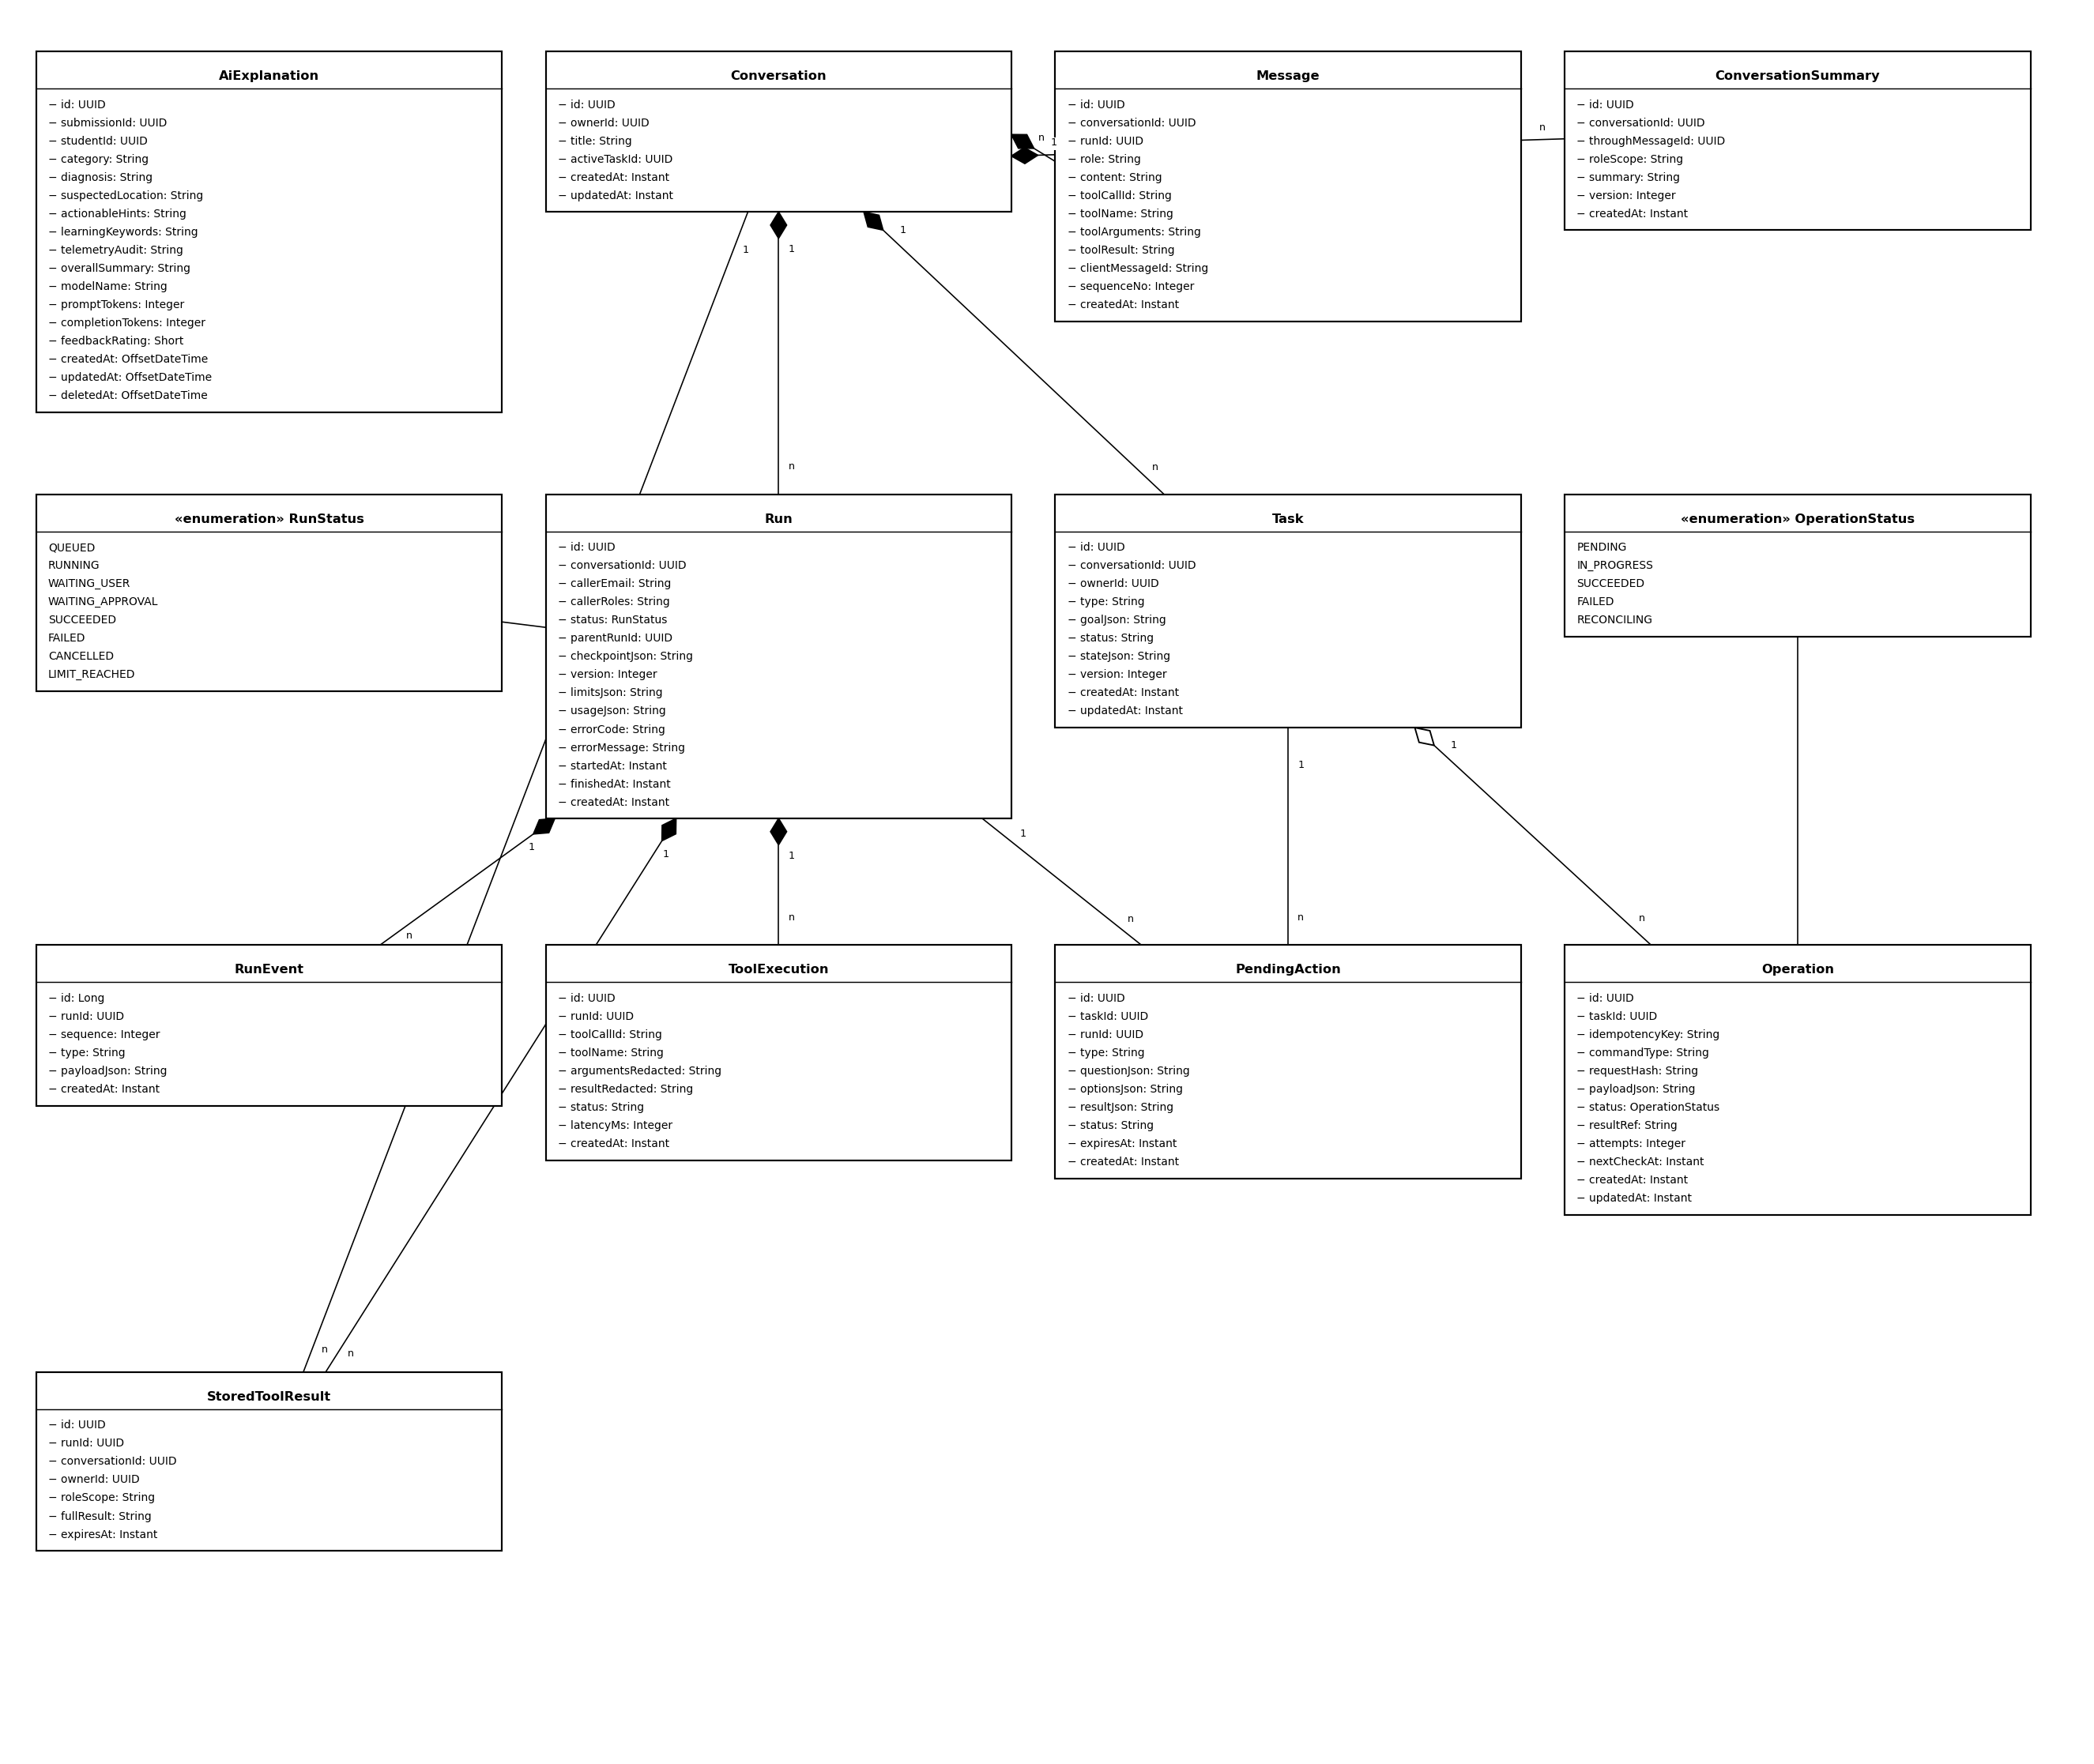 AiExplanation
− id: UUID
− submissionId: UUID
− studentId: UUID
− category: String
− diagnosis: String
− suspectedLocation: String
− actionableHints: String
− learningKeywords: String
− telemetryAudit: String
− overallSummary: String
− modelName: String
− promptTokens: Integer
− completionTokens: Integer
− feedbackRating: Short
− createdAt: OffsetDateTime
− updatedAt: OffsetDateTime
− deletedAt: OffsetDateTime
Conversation
− id: UUID
− ownerId: UUID
− title: String
− activeTaskId: UUID
− createdAt: Instant
− updatedAt: Instant
n
1
1
1
1
Message
− id: UUID
− conversationId: UUID
− runId: UUID
− role: String
− content: String
− toolCallId: String
− toolName: String
− toolArguments: String
− toolResult: String
− clientMessageId: String
− sequenceNo: Integer
− createdAt: Instant
n
ConversationSummary
− id: UUID
− conversationId: UUID
− throughMessageId: UUID
− roleScope: String
− summary: String
− version: Integer
− createdAt: Instant
n
n
«enumeration» RunStatus
QUEUED
RUNNING
WAITING_USER
WAITING_APPROVAL
SUCCEEDED
FAILED
CANCELLED
LIMIT_REACHED
Run
− id: UUID
− conversationId: UUID
− callerEmail: String
− callerRoles: String
− status: RunStatus
− parentRunId: UUID
− checkpointJson: String
− version: Integer
− limitsJson: String
− usageJson: String
− errorCode: String
− errorMessage: String
− startedAt: Instant
− finishedAt: Instant
− createdAt: Instant
Task
− id: UUID
− conversationId: UUID
− ownerId: UUID
− type: String
− goalJson: String
− status: String
− stateJson: String
− version: Integer
− createdAt: Instant
− updatedAt: Instant
«enumeration» OperationStatus
PENDING
IN_PROGRESS
SUCCEEDED
FAILED
RECONCILING
1
1
1
1
1
1
n
n
n
n
n
RunEvent
− id: Long
− runId: UUID
− sequence: Integer
− type: String
− payloadJson: String
− createdAt: Instant
ToolExecution
− id: UUID
− runId: UUID
− toolCallId: String
− toolName: String
− argumentsRedacted: String
− resultRedacted: String
− status: String
− latencyMs: Integer
− createdAt: Instant
PendingAction
− id: UUID
− taskId: UUID
− runId: UUID
− type: String
− questionJson: String
− optionsJson: String
− resultJson: String
− status: String
− expiresAt: Instant
− createdAt: Instant
Operation
− id: UUID
− taskId: UUID
− idempotencyKey: String
− commandType: String
− requestHash: String
− payloadJson: String
− status: OperationStatus
− resultRef: String
− attempts: Integer
− nextCheckAt: Instant
− createdAt: Instant
− updatedAt: Instant
n
n
StoredToolResult
− id: UUID
− runId: UUID
− conversationId: UUID
− ownerId: UUID
− roleScope: String
− fullResult: String
− expiresAt: Instant